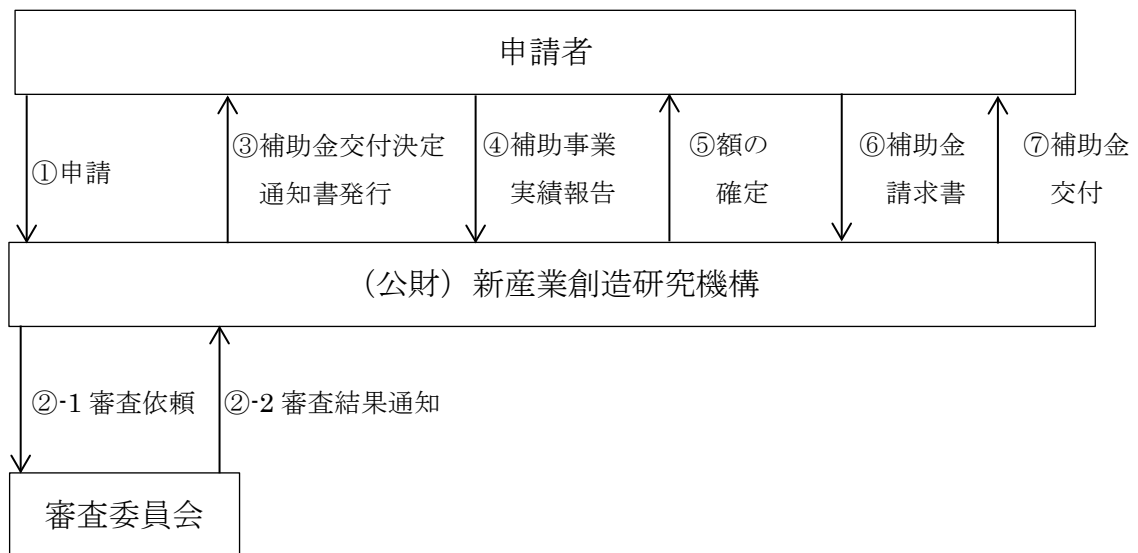 申請者
①申請
③補助金交付決定
通知書発行
④補助事業
実績報告
⑤額の
確定
⑥補助金
請求書
⑦補助金
交付
（公財）新産業創造研究機構
②-1 審査依頼
②-2 審査結果通知
審査委員会